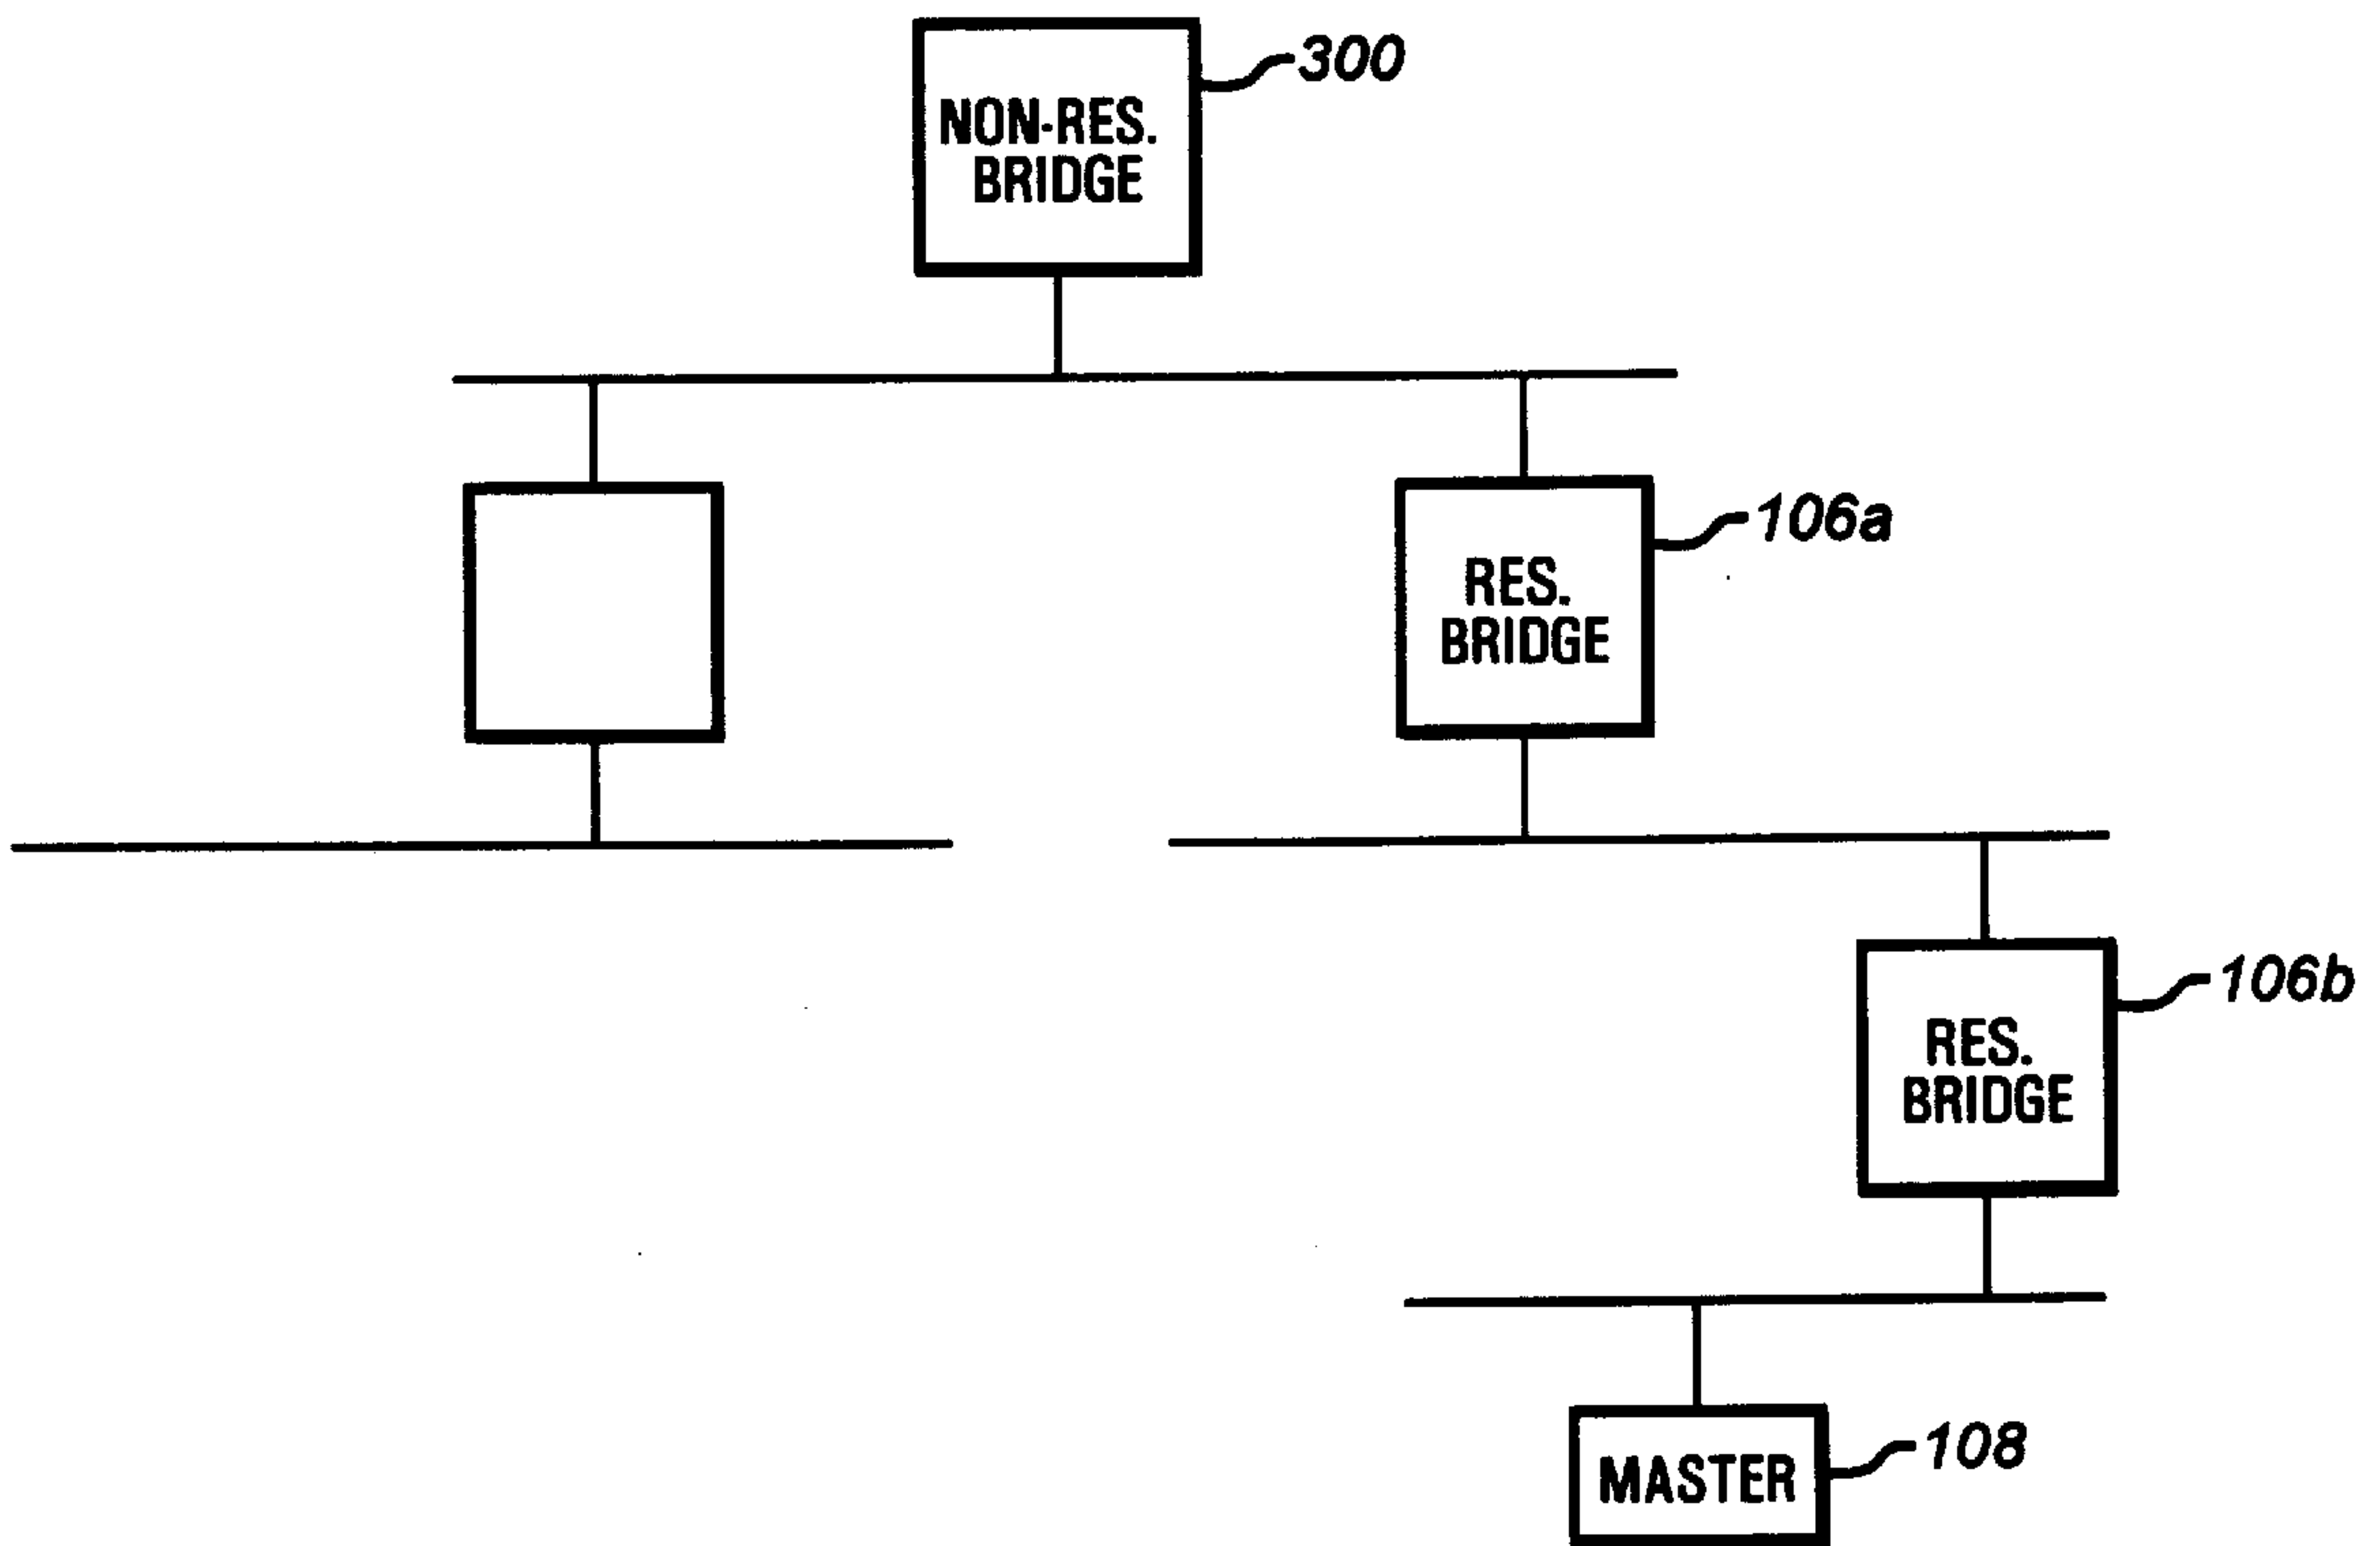 300
NON-RES.
BRIDGE
106a
RES.
BRIDGE
106b
RES.
BRIDGE
108
MASTER